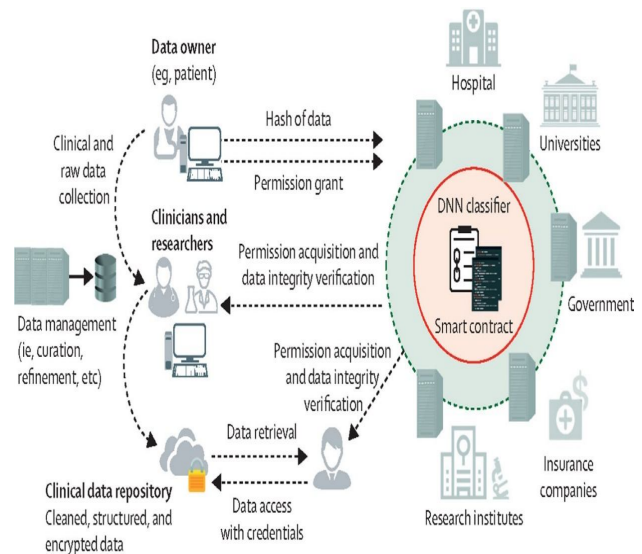 Data owner
(eg, patient)
Hospital
Clinical and
raw data
collection
Hash of data
Permission grant
Universities
DNN classifier
Smart contract
Clinicians and
researchers
Permission acquisition and
data integrity verification
Government
Data management
(ie, curation,
refinement, etc)
Permission acquisition
and data integrity
verification
Data retrieval
Data access
with credentials
Clinical data repository
Cleaned, structured, and
encrypted data
Research institutes
Insurance
companies